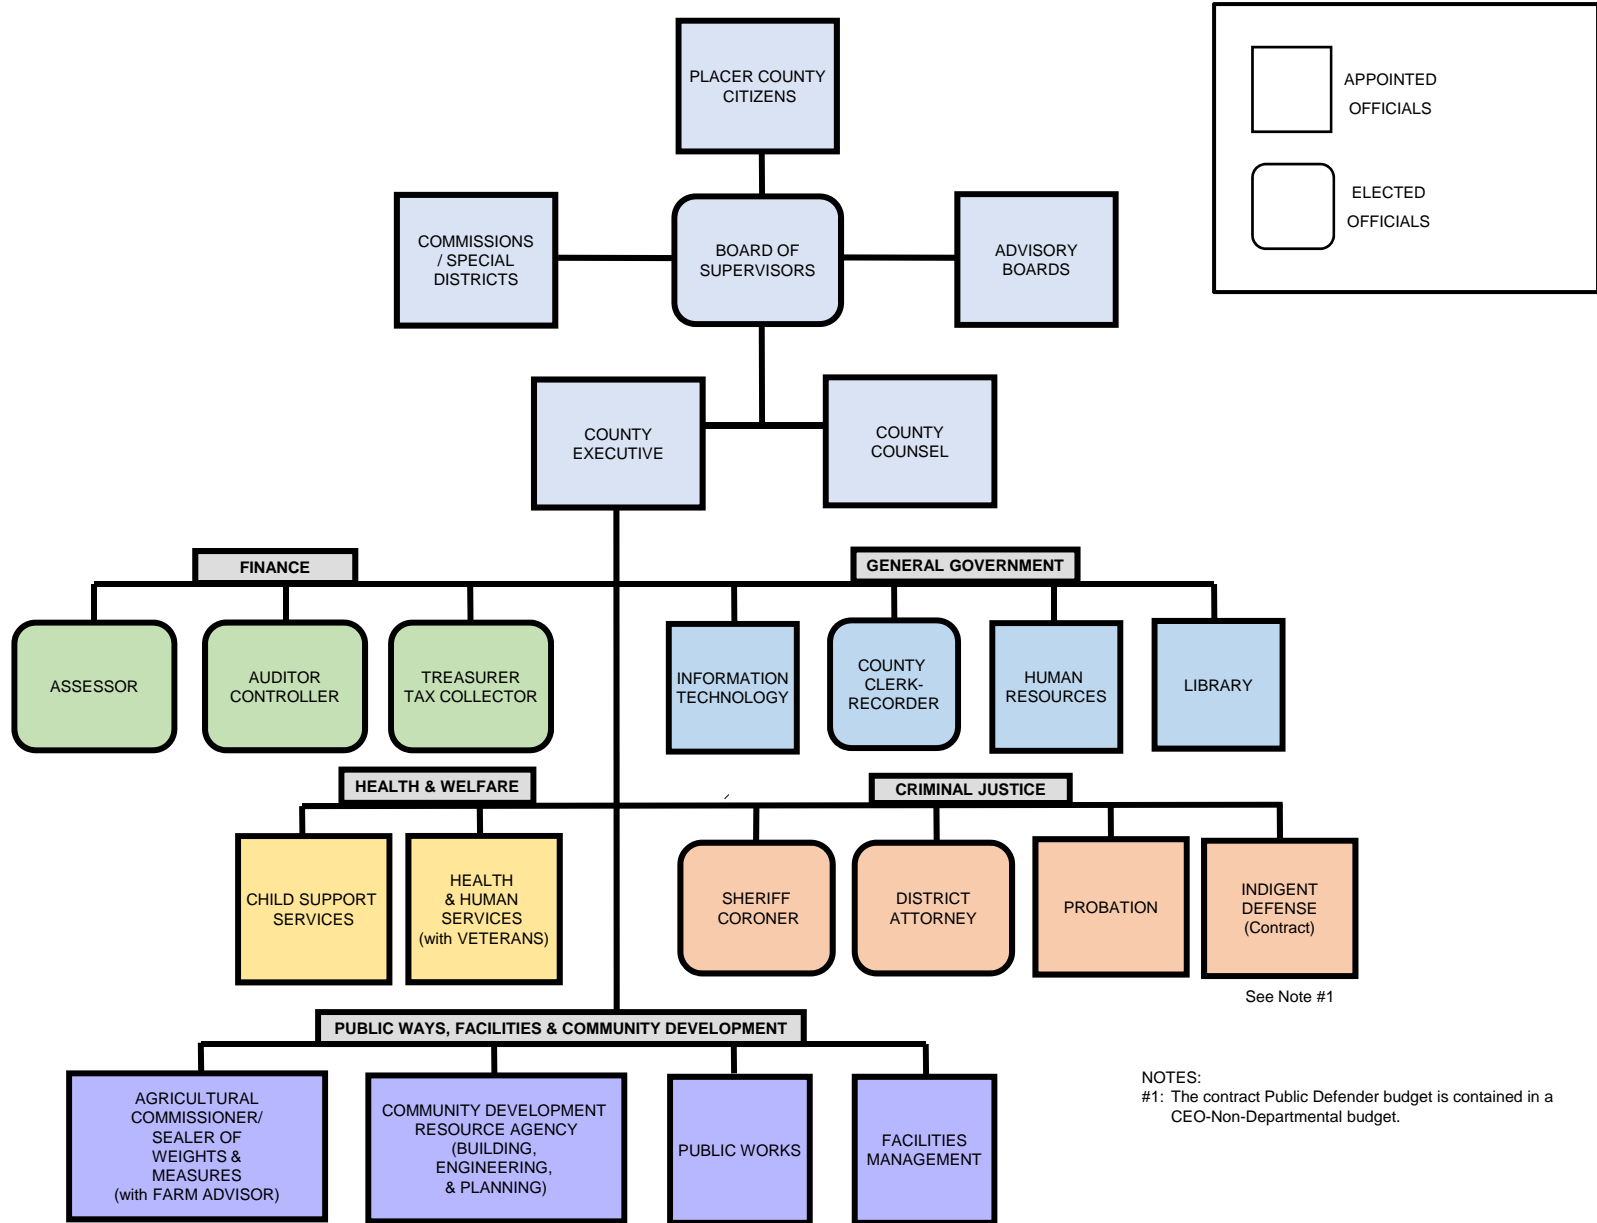 PLACER COUNTY
CITIZENS
APPOINTED
OFFICIALS
ELECTED
OFFICIALS
COMMISSIONS
/ SPECIAL
DISTRICTS
BOARD OF
SUPERVISORS
ADVISORY
BOARDS
COUNTY
EXECUTIVE
COUNTY
COUNSEL
FINANCE
GENERAL GOVERNMENT
ASSESSOR
AUDITOR
CONTROLLER
TREASURER
TAX COLLECTOR
INFORMATION
TECHNOLOGY
COUNTY
CLERK-
RECORDER
HUMAN
RESOURCES
LIBRARY
HEALTH & WELFARE
CRIMINAL JUSTICE
CHILD SUPPORT
SERVICES
HEALTH
& HUMAN
SERVICES
(with VETERANS)
SHERIFF
CORONER
DISTRICT
ATTORNEY
PROBATION
INDIGENT
DEFENSE
(Contract)
See Note #1
PUBLIC WAYS, FACILITIES & COMMUNITY DEVELOPMENT
AGRICULTURAL
COMMISSIONER/
SEALER OF
WEIGHTS &
MEASURES
(with FARM ADVISOR)
COMMUNITY DEVELOPMENT
RESOURCE AGENCY
(BUILDING,
ENGINEERING,
& PLANNING)
PUBLIC WORKS
FACILITIES
MANAGEMENT
NOTES:
#1: The contract Public Defender budget is contained in a
CEO-Non-Departmental budget.